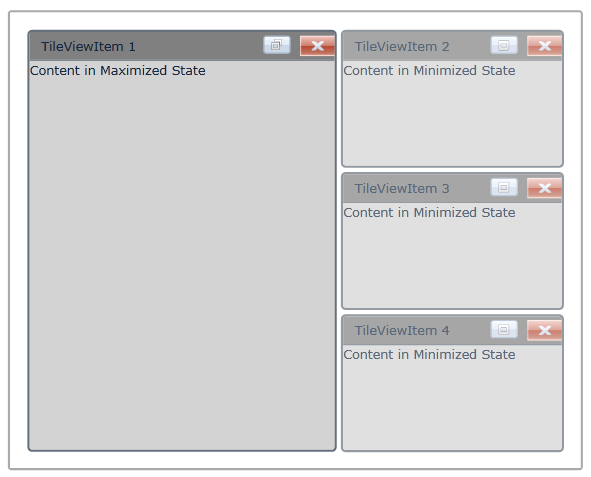 TileViewItem 1
Content in Maximized State
TileViewItem 2
Content in Minimized State
TileViewItem 3
Content in Minimized State
TileViewItem 4
Content in Minimized State